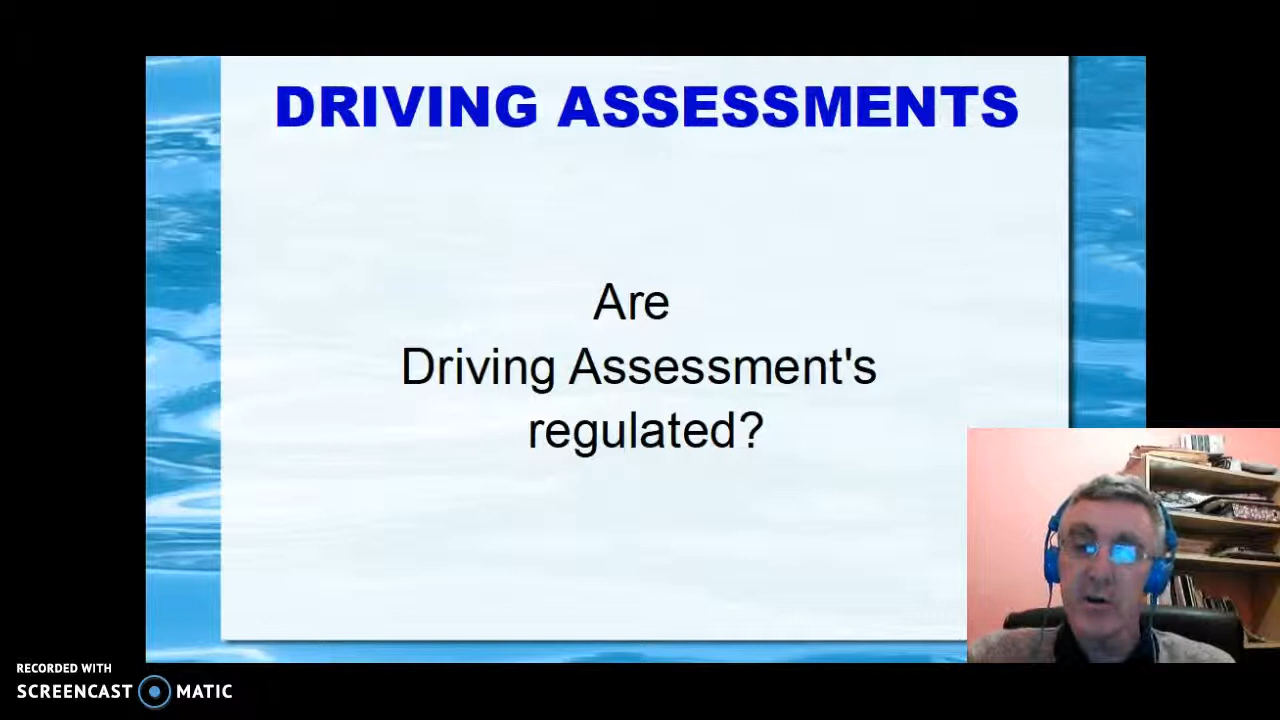 DRIVING ASSESSMENTS
Are
Driving Assessment's
regulated?
RECORDED WITH
SCREENCAST MATIC